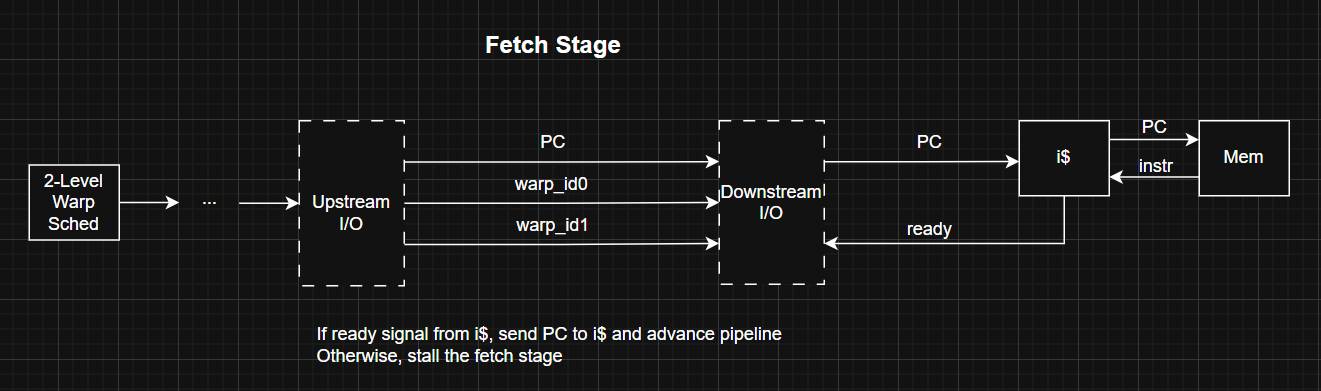 Fetch Stage
2-Level
Warp
Sched
...
Upstream
I/O
PC
warp_id0
warp_id1
Downstream
I/O
PC
ready
i$
PC
instr
Mem
If ready signal from i$, send PC to i$ and advance pipeline
Otherwise, stall the fetch stage